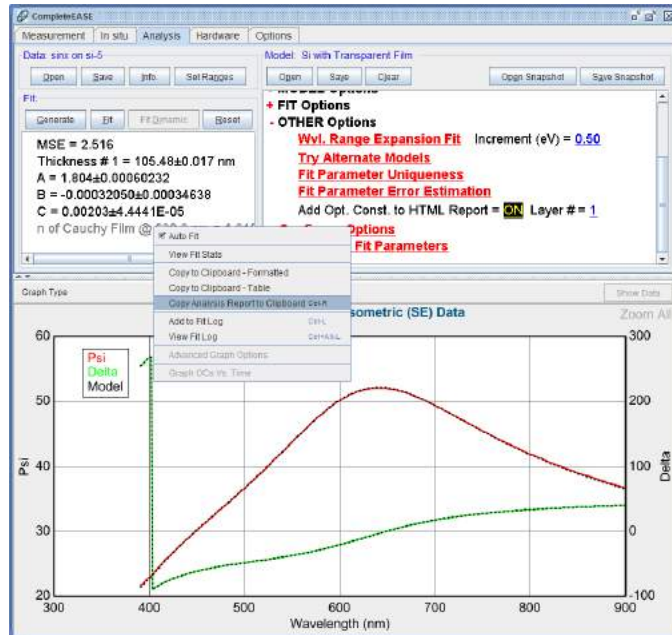 CompleteEASE
Measurement In situ Analysis Hardware Options
Data: sinx on si-5
Open Save Info. Set Ranges
Model: Si with Transparent Film
Open Save Clear Open Snapshot Save Snapshot
Fit:
Generate Fit Fit Dynamic Reset
MSE = 2.516
Thickness # 1 = 105.48±0.017 nm
A = 1.804±0.00060232
B = -0.00032050±0.00034638
C = 0.00203±4.4441E-05
n of Cauchy Film @
MODEL Options
+ FIT Options
- OTHER Options
Wvl. Range Expansion Fit Increment (eV) = 0.50
Try Alternate Models
Fit Parameter Uniqueness
Fit Parameter Error Estimation
Add Opt. Const. to HTML Report = ON Layer # = 1
Options
Fit Parameters
Auto Fit
View Fit Stats
Copy to Clipboard - Formatted
Copy to Clipboard - Table
Copy Analysis Report to Clipboard Ctrl-R
Add to Fit Log Ctrl-L
View Fit Log Ctrl+Alt-L
Advanced Graph Options
Graph OCs Vs. Time
Graph Type
Show Data
sometric (SE) Data
Zoom All
Psi
Delta
Model
60
50
40
30
20
Psi
300
200
100
0
-100
Delta
300 400 500 600 700 800 900
Wavelength (nm)